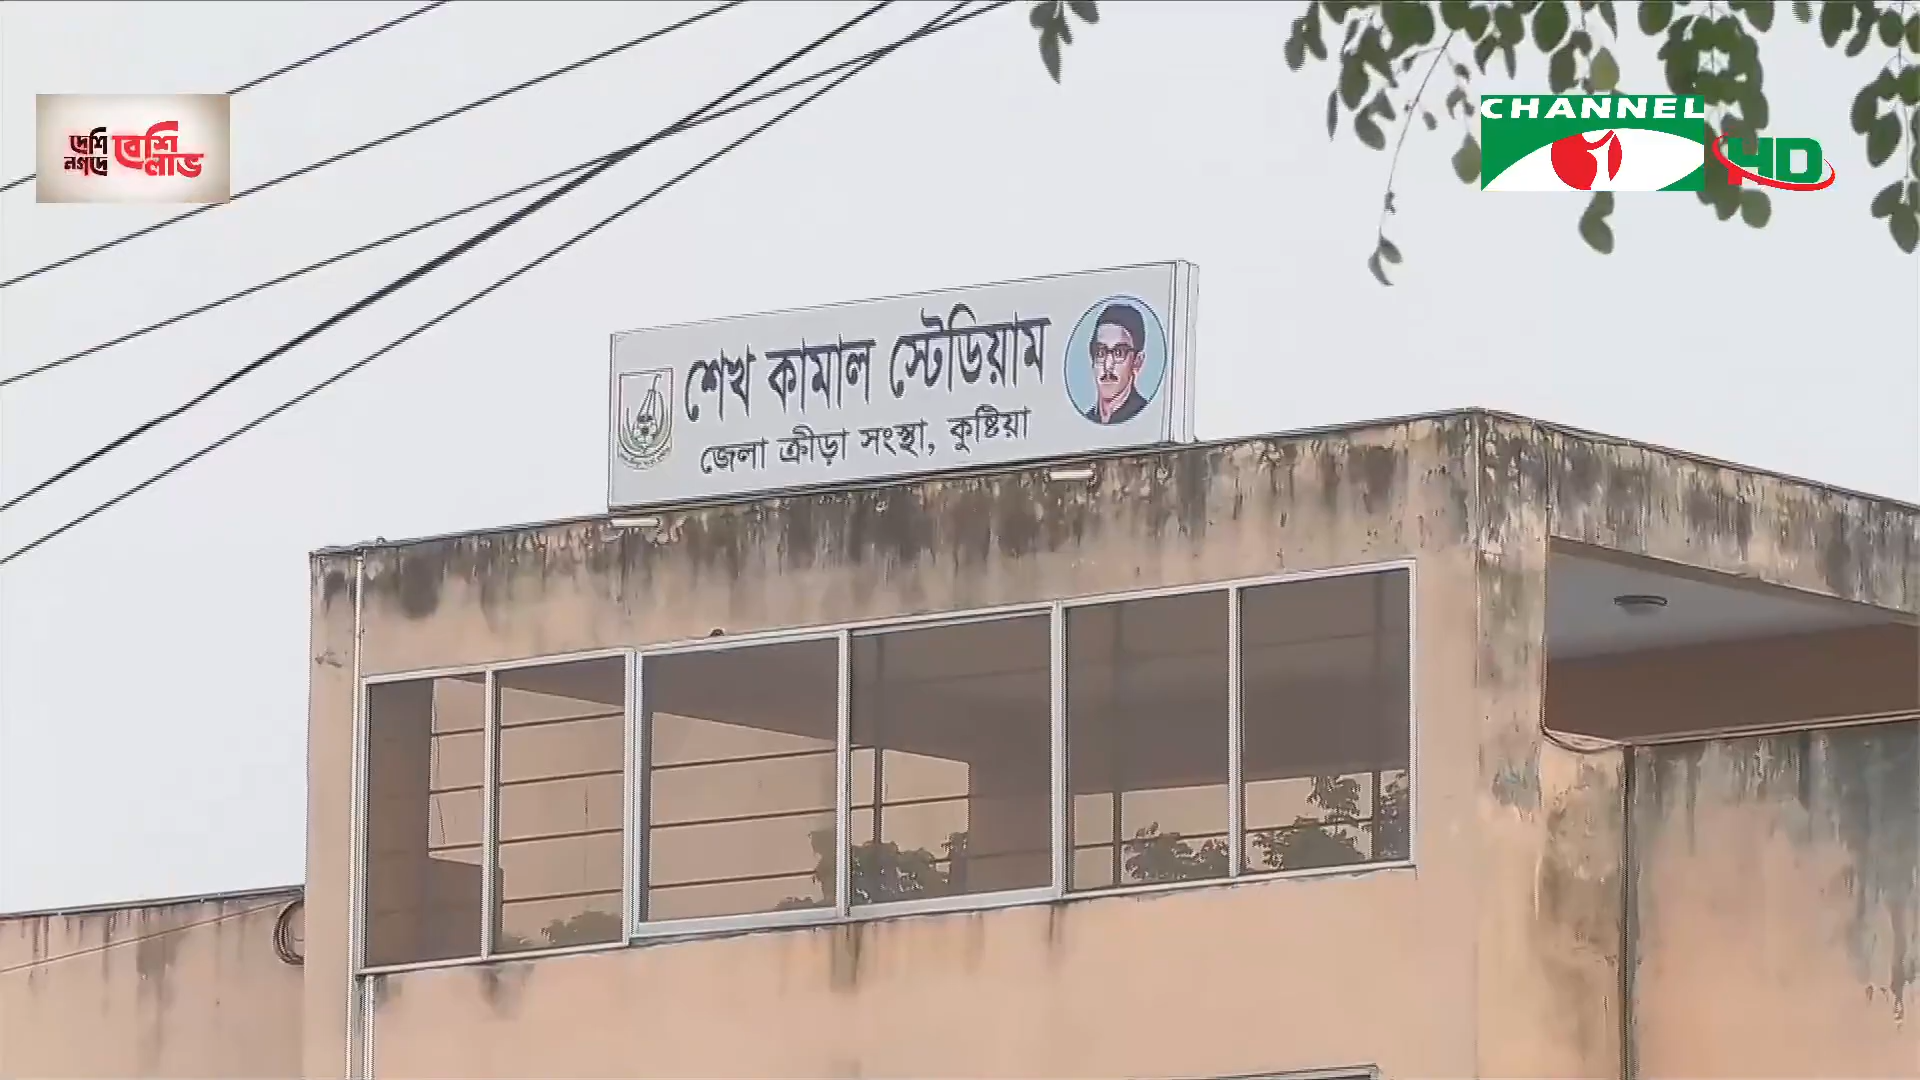 দেশি বেশি
নগদে লাভ
CHANNEL
i HD
শেখ কামাল স্টেডিয়াম
জেলা ক্রীড়া সংস্থা, কুষ্টিয়া